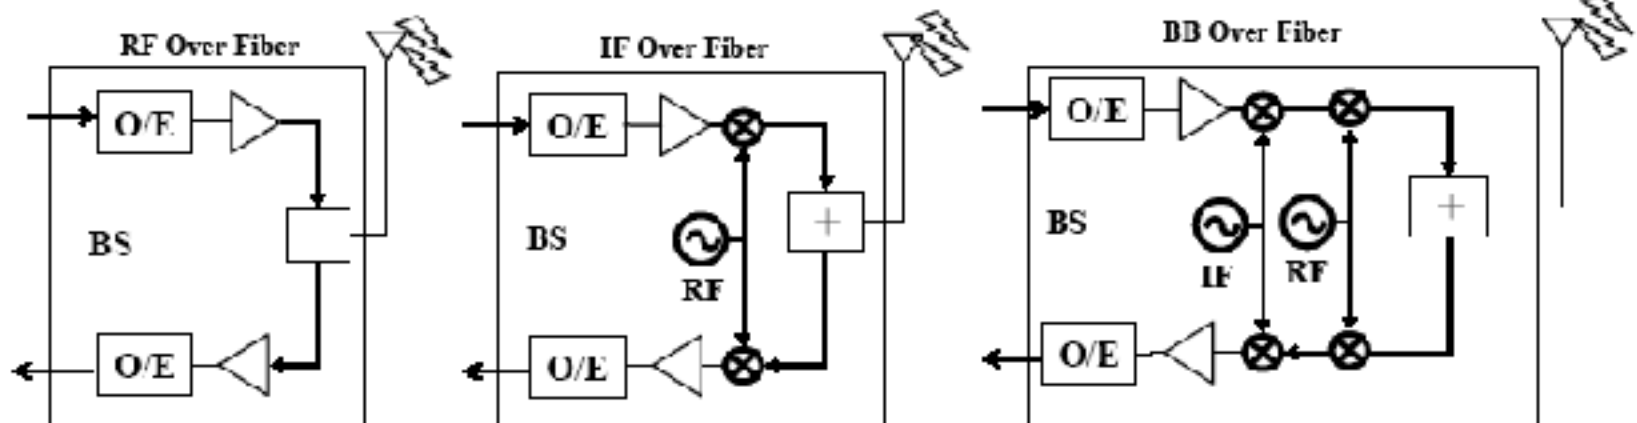 RF Over Fiber
O/E
BS
O/E
IF Over Fiber
O/E
BS
RF
O/E
+
BB Over Fiber
O/E
BS
IF
RF
O/E
+